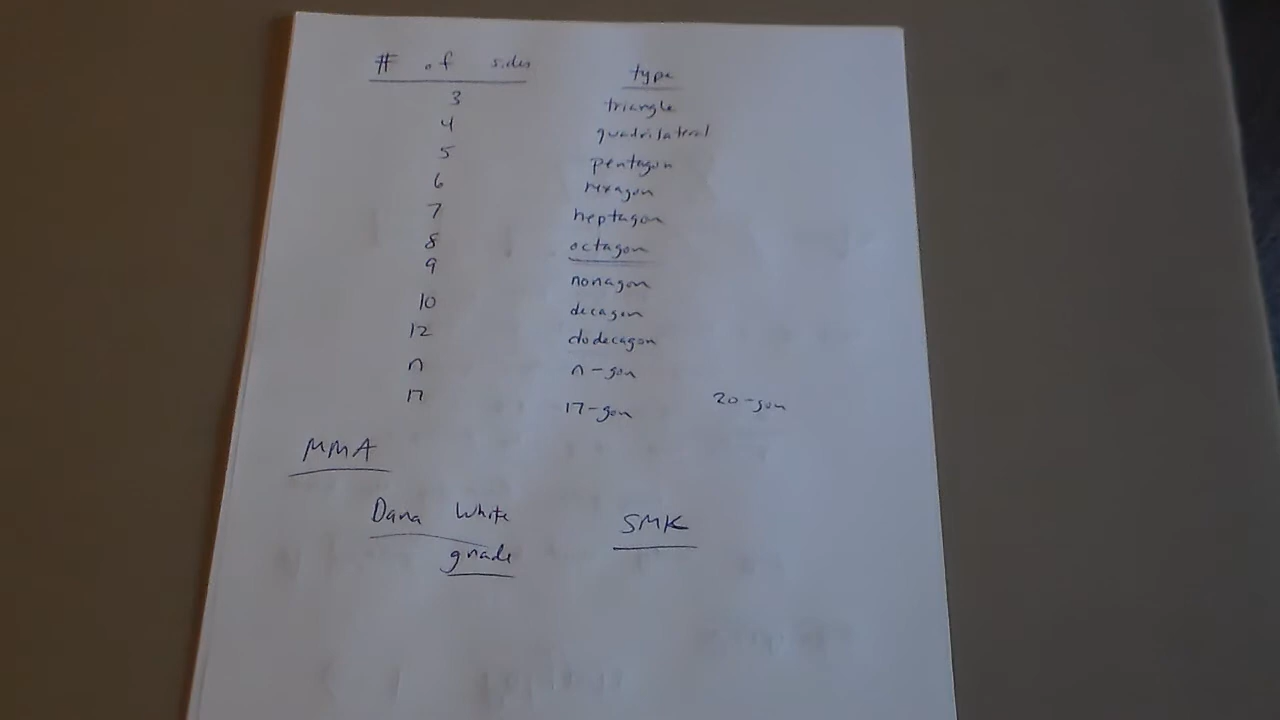 # of sides type
3 triangle
4 quadrilateral
5 pentagon
6 hexagon
7 heptagon
8 octagon
9 nonagon
10 decagon
12 dodecagon
n n-gon
17 17-gon 20-gon
MMA
Dana White SMK
grade